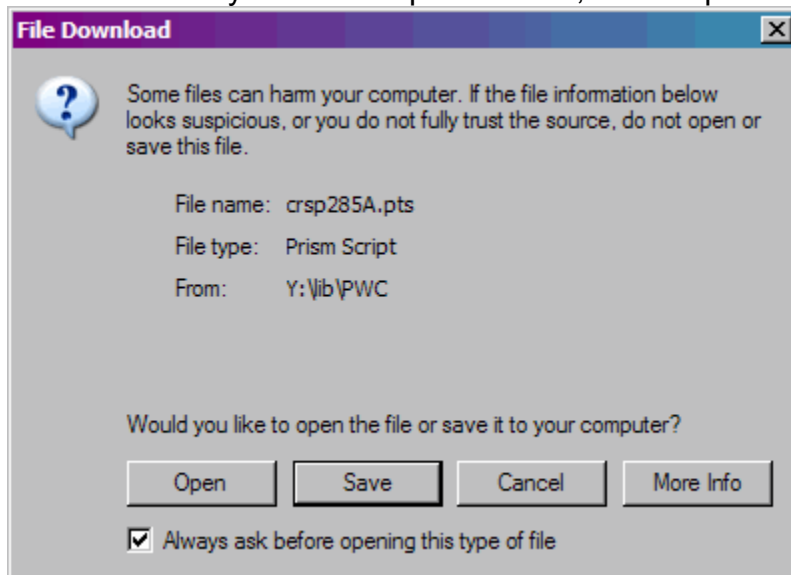 File Download
Some files can harm your computer. If the file information below
looks suspicious, or you do not fully trust the source, do not open or
save this file.
File name: crsp285A.pts
File type: Prism Script
From: Y:\lib\PWC
Would you like to open the file or save it to your computer?
Open Save Cancel More Info
Always ask before opening this type of file